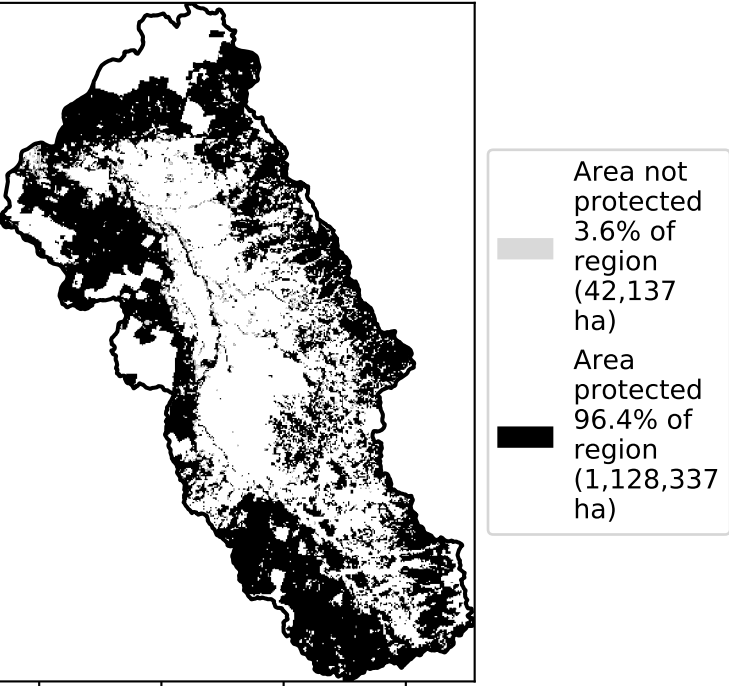 Area not
protected
3.6% of
region
(42,137
ha)
Area
protected
96.4% of
region
(1,128,337
ha)